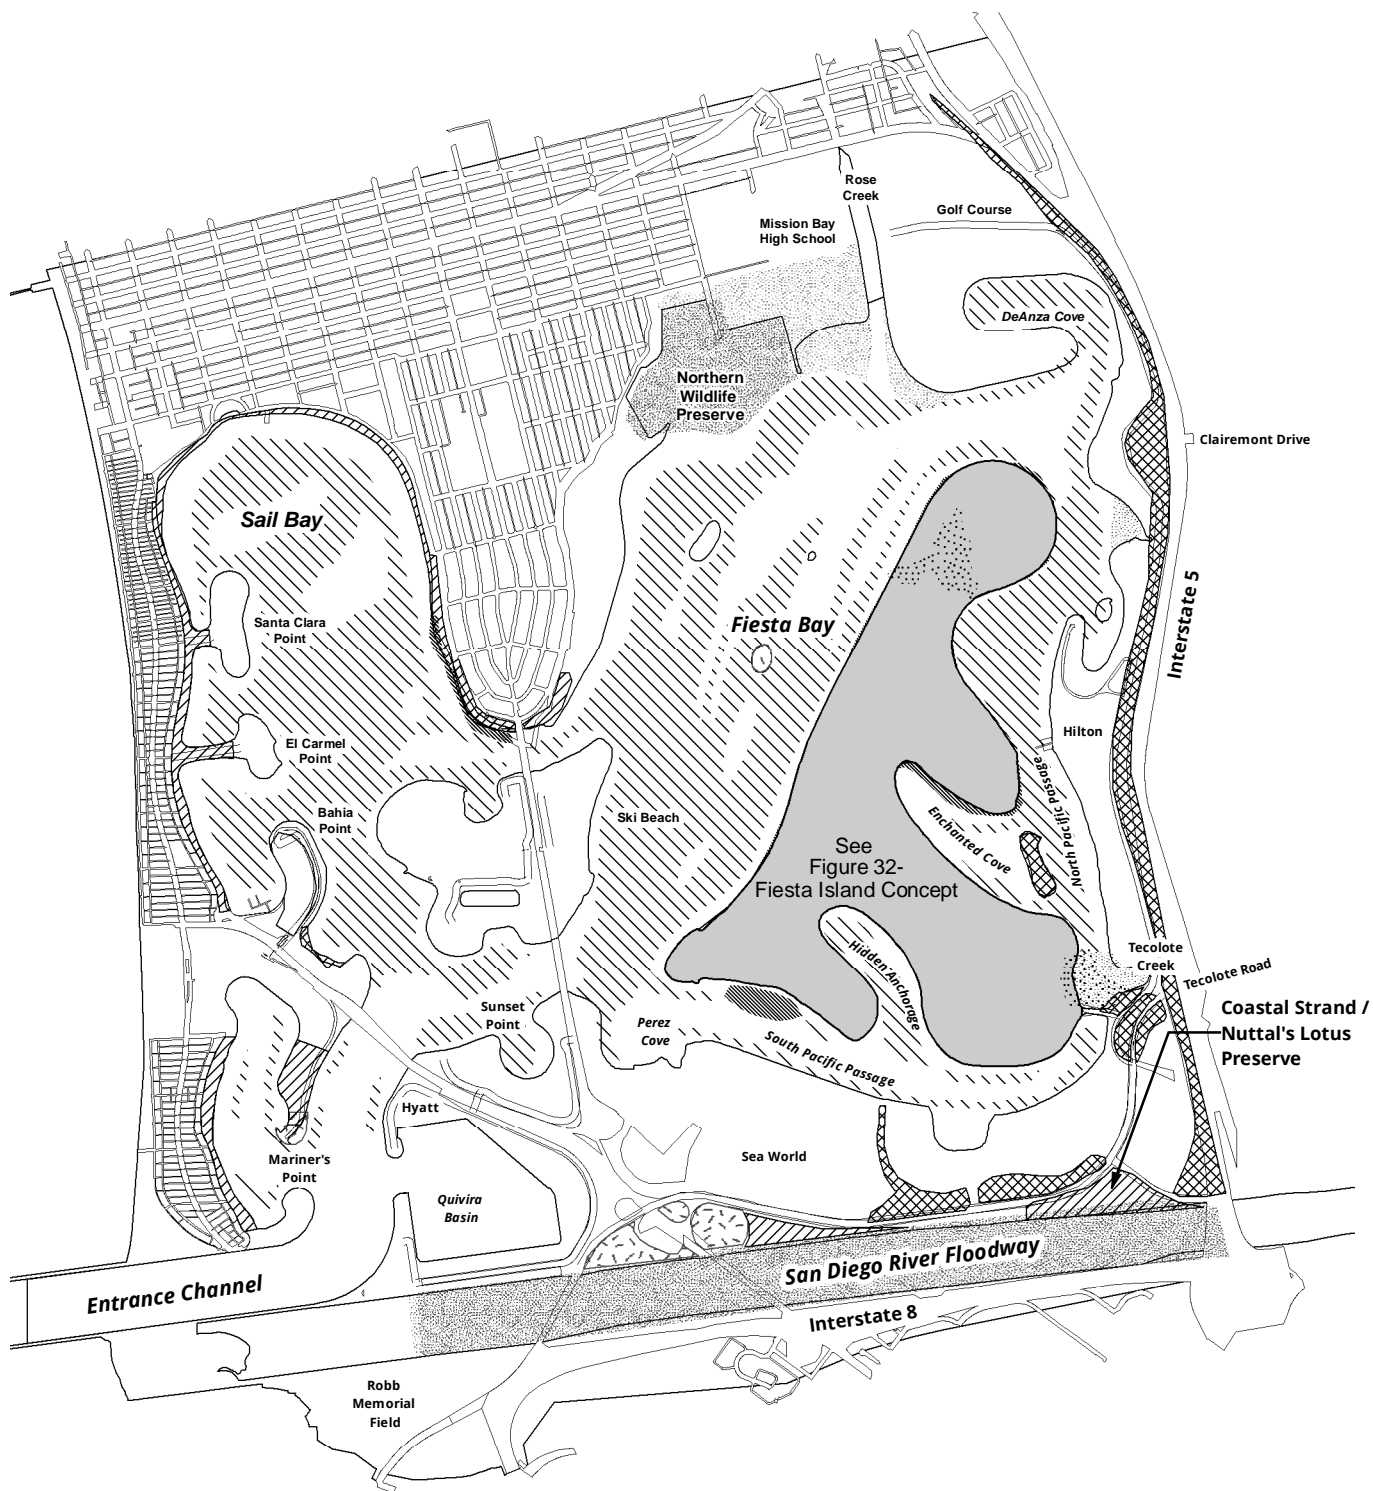 Rose
Creek
Golf Course
Mission Bay
High School
DeAnza Cove
Northern
Wildlife
Preserve
Clairemont Drive
Sail Bay
Interstate 5
Santa Clara
Point
Fiesta Bay
Hilton
El Carmel
Point
North Pacific Passage
Bahia
Point
Ski Beach
Enchanted Cove
See
Figure 32-
Fiesta Island Concept
Hidden Anchorage
Tecolote
Creek
Tecolote Road
Sunset
Point
Perez
Cove
Coastal Strand /
Nuttal's Lotus
Preserve
South Pacific Passage
Hyatt
Sea World
Mariner's
Point
Quivira
Basin
San Diego River Floodway
Entrance Channel
Interstate 8
Robb
Memorial
Field